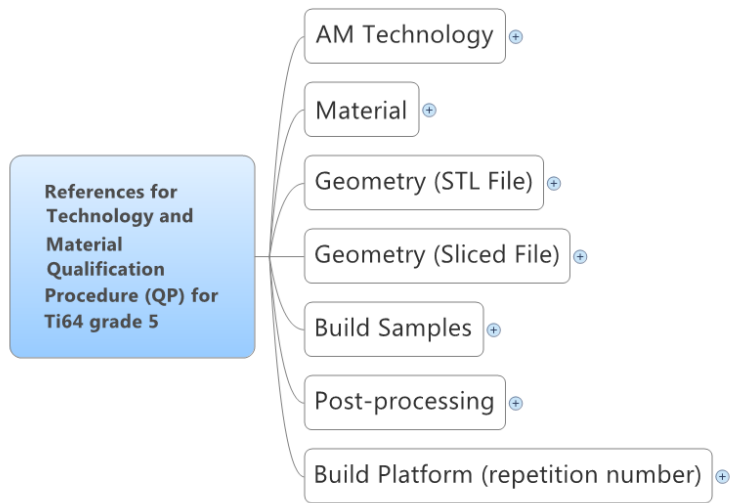 AM Technology
Material
Geometry (STL File)
References for
Technology and
Material
Qualification
Procedure (QP) for
Ti64 grade 5
Geometry (Sliced File)
Build Samples
Post-processing
Build Platform (repetition number)